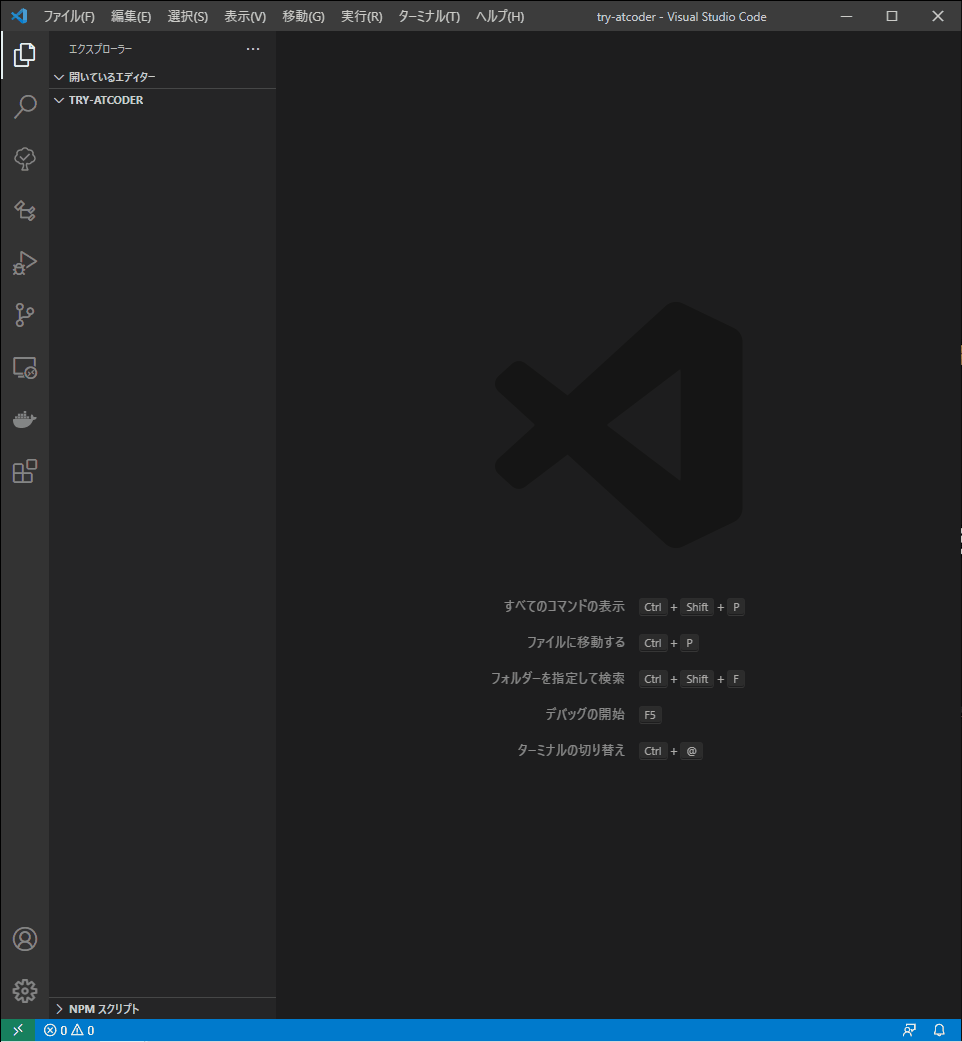 ファイル(F) 編集(E) 選択(S) 表示(V) 移動(G) 実行(R) ターミナル(T) ヘルプ(H) try-atcoder - Visual Studio Code
エクスプローラー ···
開いているエディター
TRY-ATCODER
すべてのコマンドの表示 Ctrl + Shift + P
ファイルに移動する Ctrl + P
フォルダーを指定して検索 Ctrl + Shift + F
デバッグの開始 F5
ターミナルの切り替え Ctrl + @
NPM スクリプト
0 0